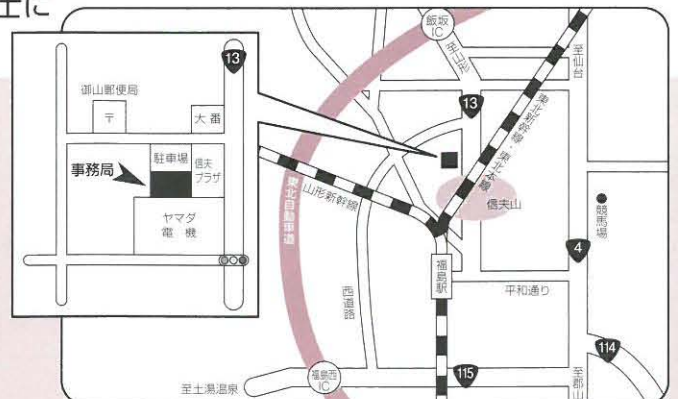 士に
13
御山郵便局
〒
大番
駐車場
信夫
プラザ
事務局
ヤマダ
電機
飯坂
IC
至仙台
13
東北新幹線・東北本線
山形新幹線
東北自動車道
信夫山
競馬場
4
福島駅
平和通り
西道路
114
115
福島西
IC
至土湯温泉
至郡山